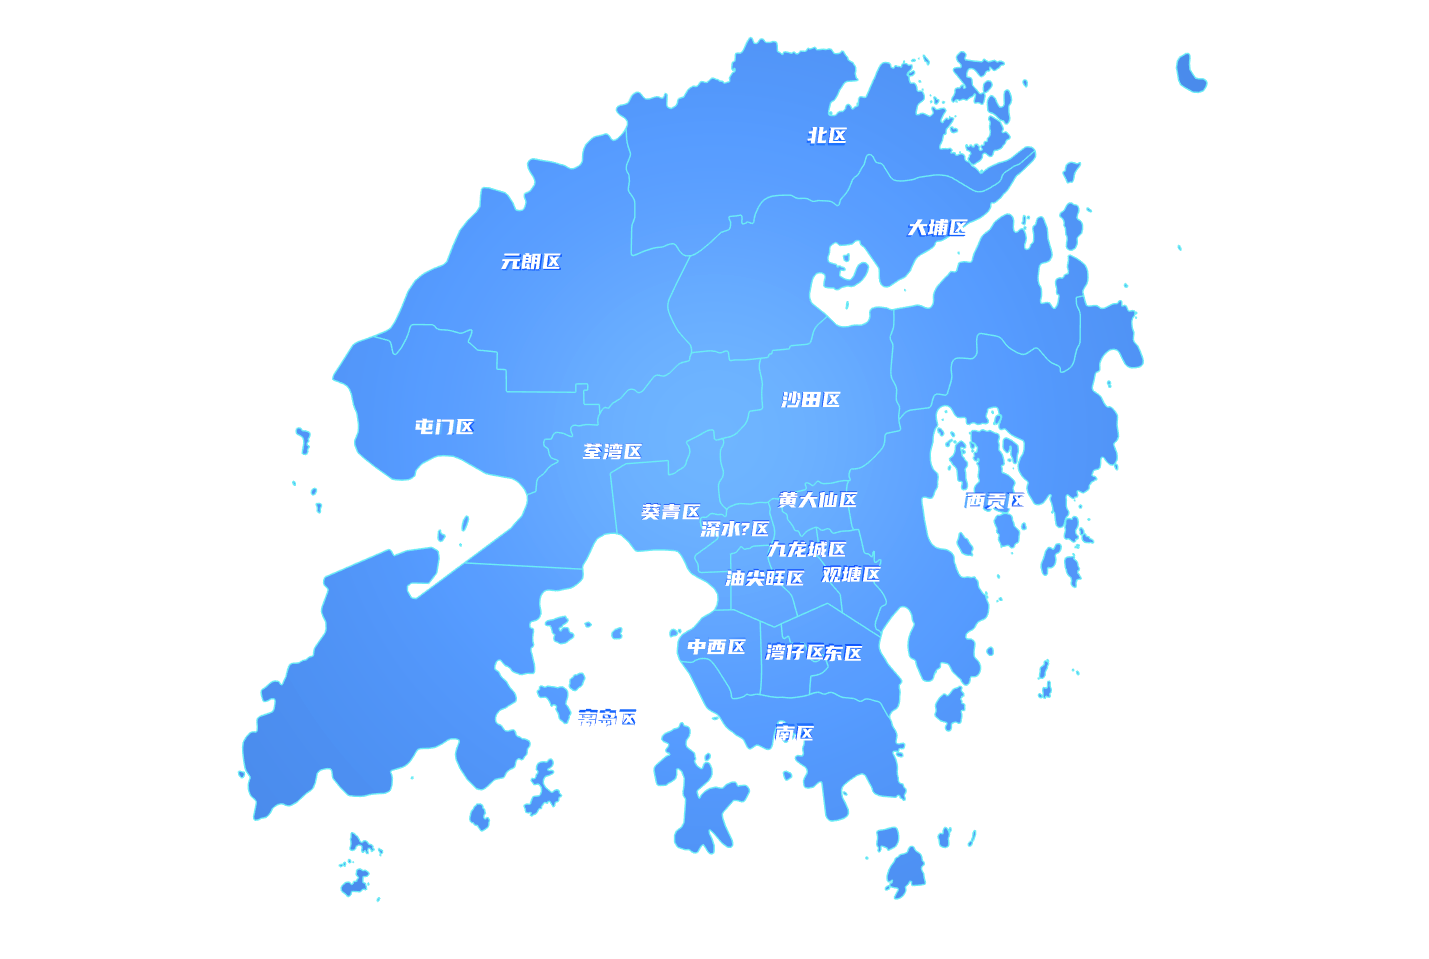 北区
大埔区
元朗区
沙田区
屯门区
荃湾区
黄大仙区
西贡区
葵青区
深水?区
九龙城区
观塘区
油尖旺区
中西区
湾仔区
东区
离岛区
南区